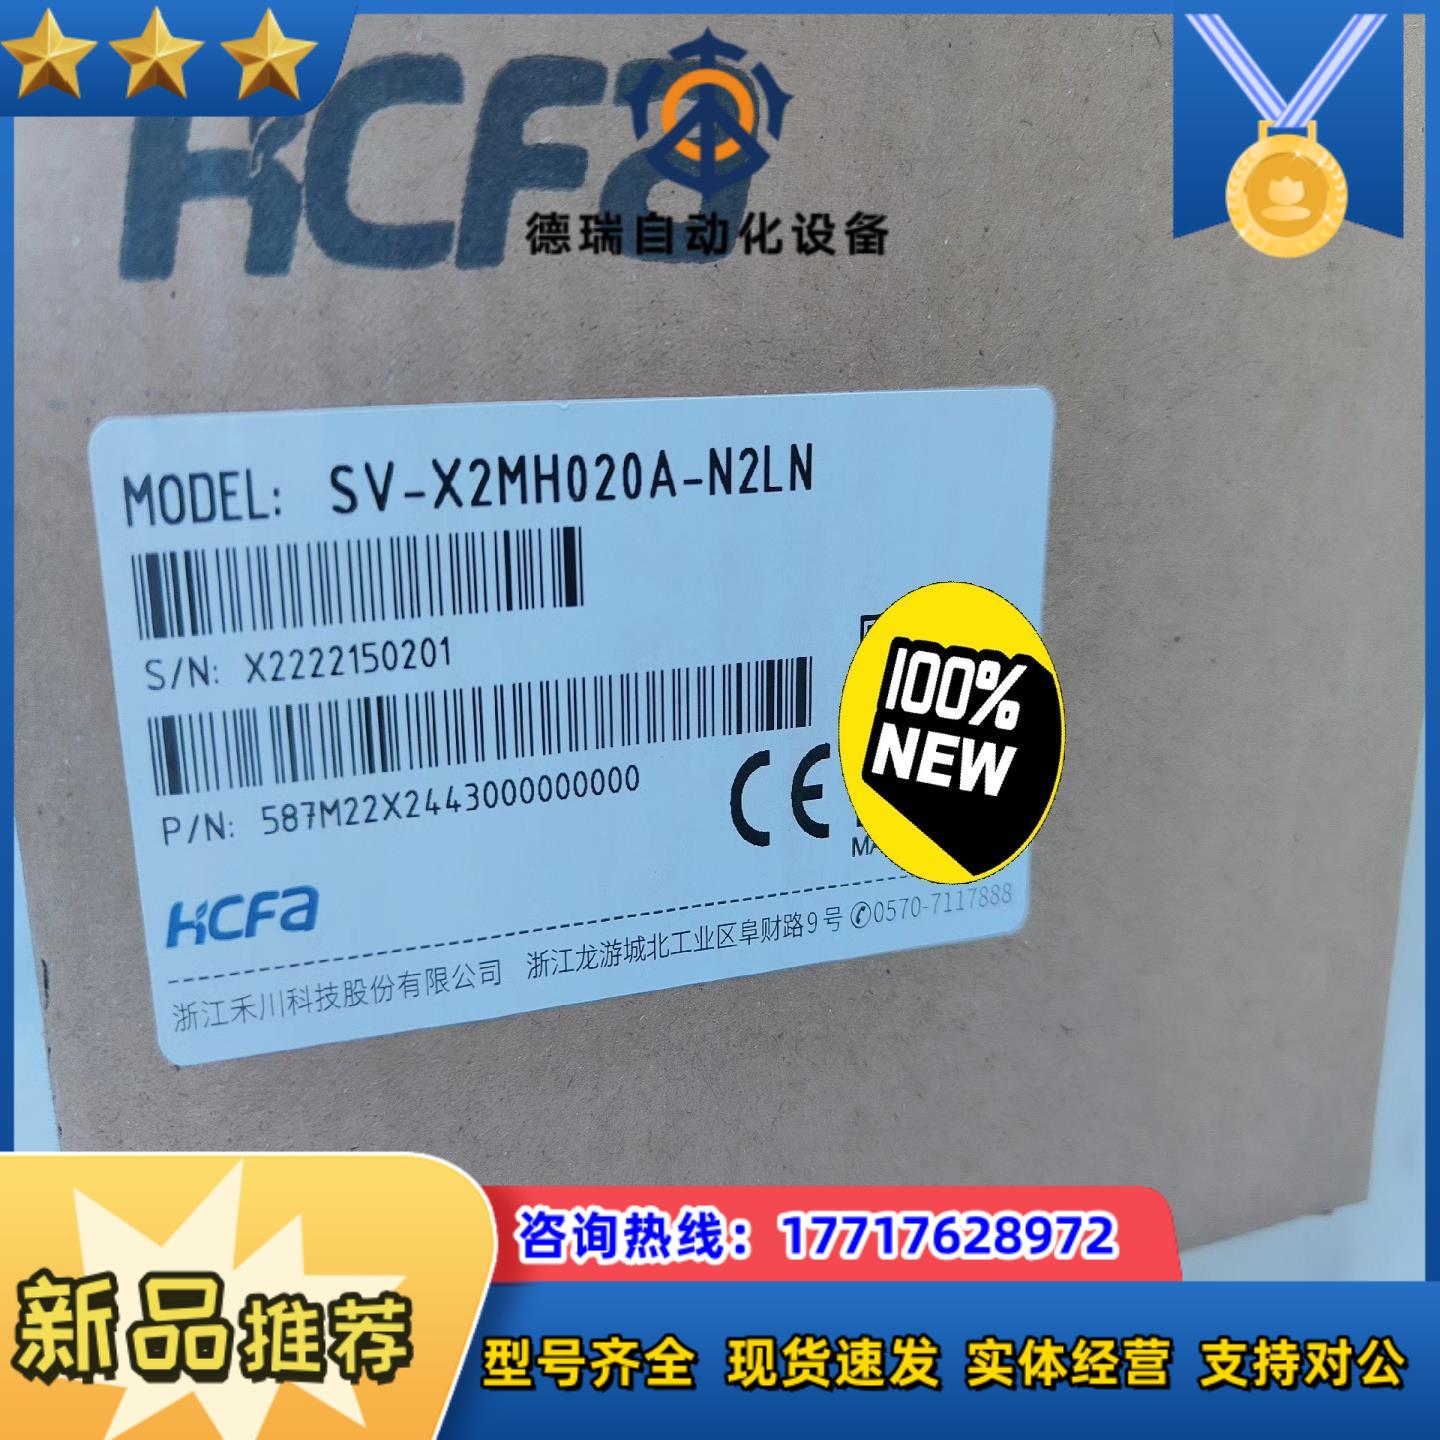 HCFa
德瑞自动化设备
MODEL: SV-X2MH020A-N2LN
S/N: X2222150201
P/N: 587M22X2443000000000
CE
100%
NEW
MA
HCFa
浙江禾川科技股份有限公司 浙江龙游城北工业区阜财路9号 ✆0570-7117888
咨询热线：17717628972
新品推荐
型号齐全 现货速发 实体经营 支持对公